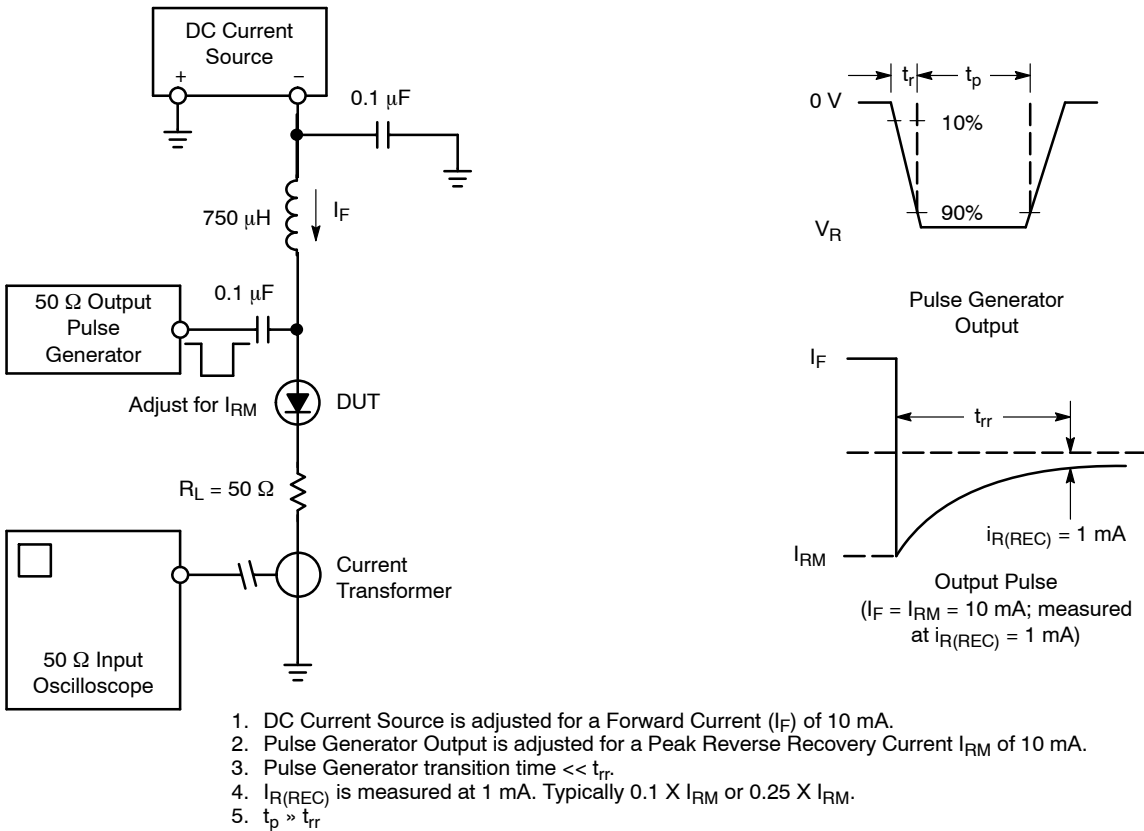 DC Current
Source
+
−
0.1 μF
750 μH
I_F
0.1 μF
50 Ω Output
Pulse
Generator
Adjust for I_RM
DUT
R_L = 50 Ω
Current
Transformer
50 Ω Input
Oscilloscope
t_r
t_p
0 V
10%
V_R
90%
Pulse Generator
Output
I_F
t_rr
I_RM
i_R(REC) = 1 mA
Output Pulse
(I_F = I_RM = 10 mA; measured
at i_R(REC) = 1 mA)
1. DC Current Source is adjusted for a Forward Current (I_F) of 10 mA.
2. Pulse Generator Output is adjusted for a Peak Reverse Recovery Current I_RM of 10 mA.
3. Pulse Generator transition time << t_rr.
4. I_R(REC) is measured at 1 mA. Typically 0.1 X I_RM or 0.25 X I_RM.
5. t_p » t_rr